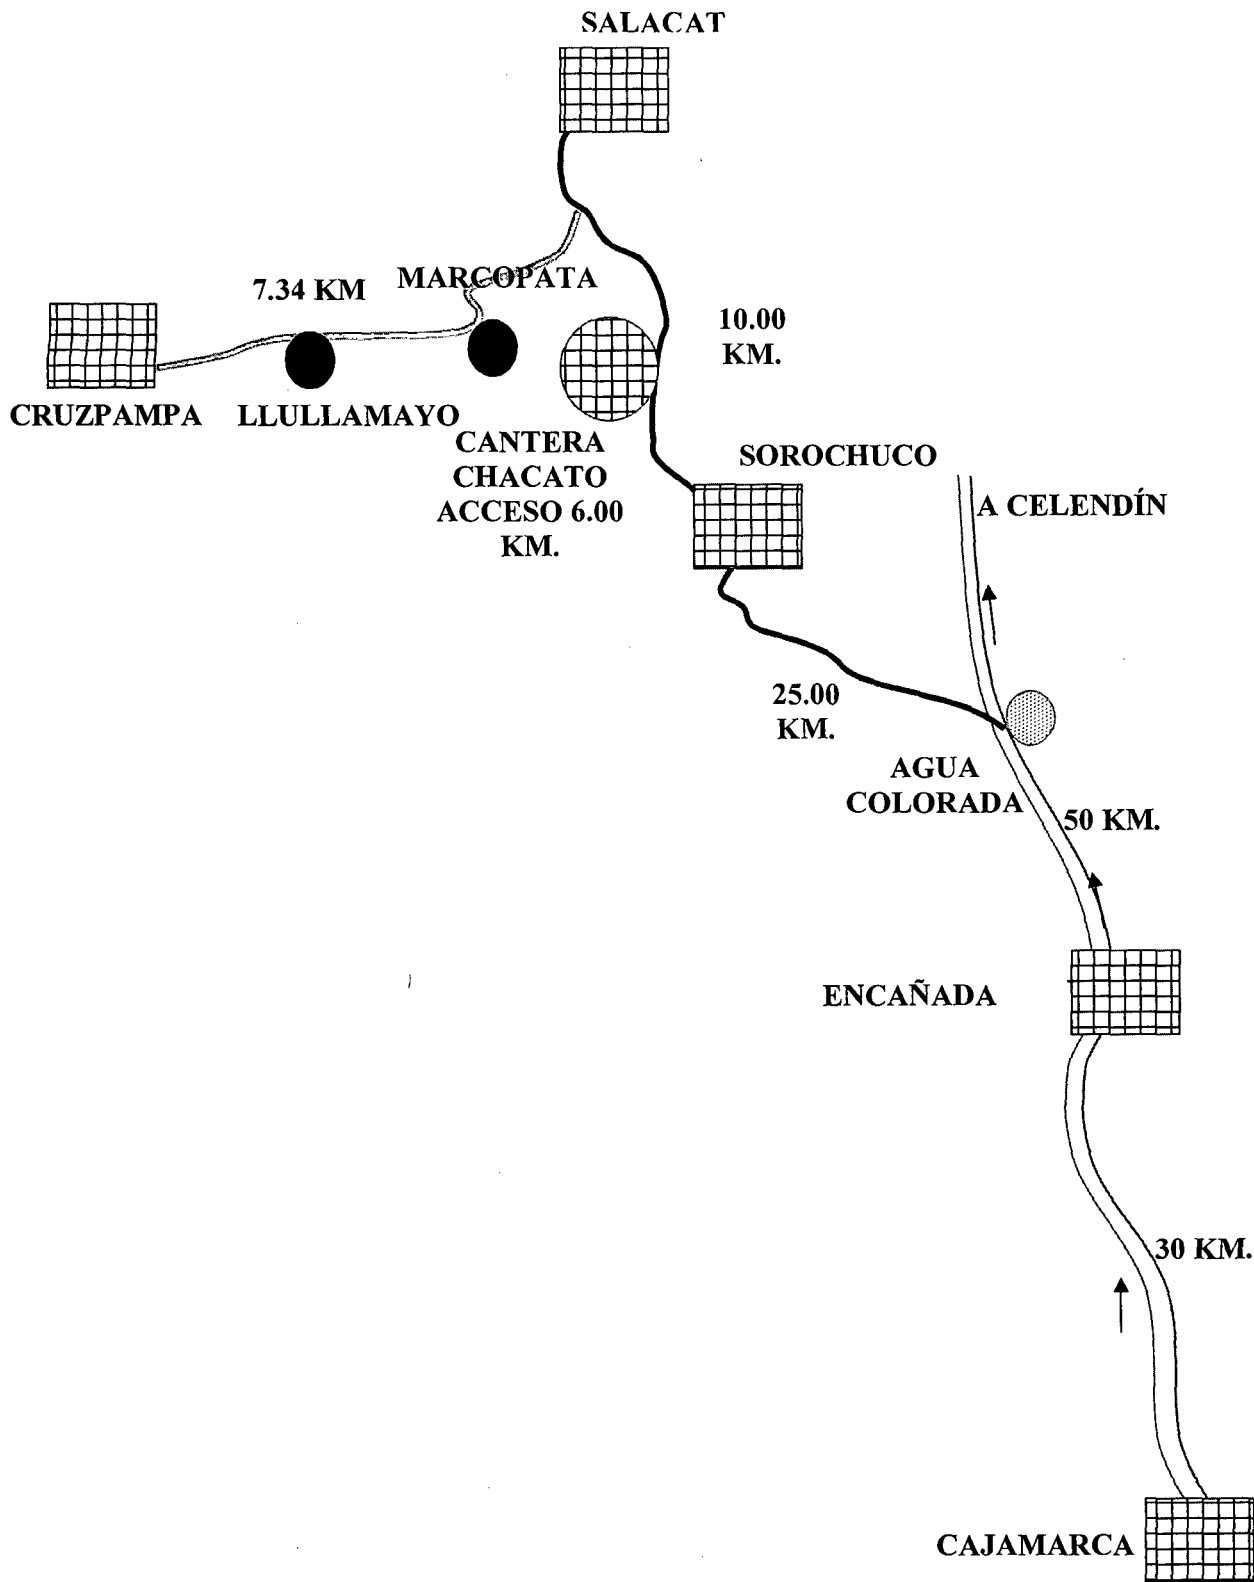 SALACAT
7.34 KM
MARCOPATA
10.00
KM.
CRUZPAMPA
LLULLAMAYO
CANTERA
CHACATO
ACCESO 6.00
KM.
SOROCHUCO
A CELENDÍN
25.00
KM.
AGUA
COLORADA
50 KM.
ENCAÑADA
30 KM.
CAJAMARCA